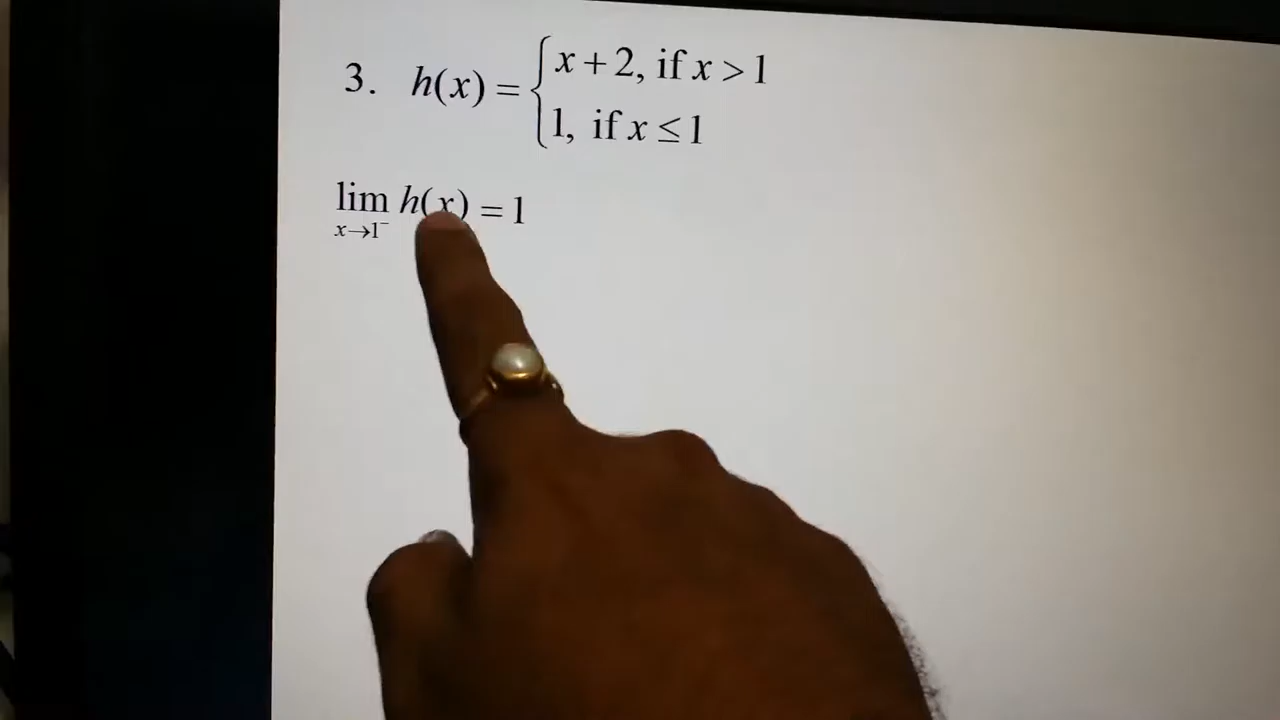 3. h(x) = { x + 2, if x > 1
1, if x ≤ 1
lim h(x) = 1
x→1⁻